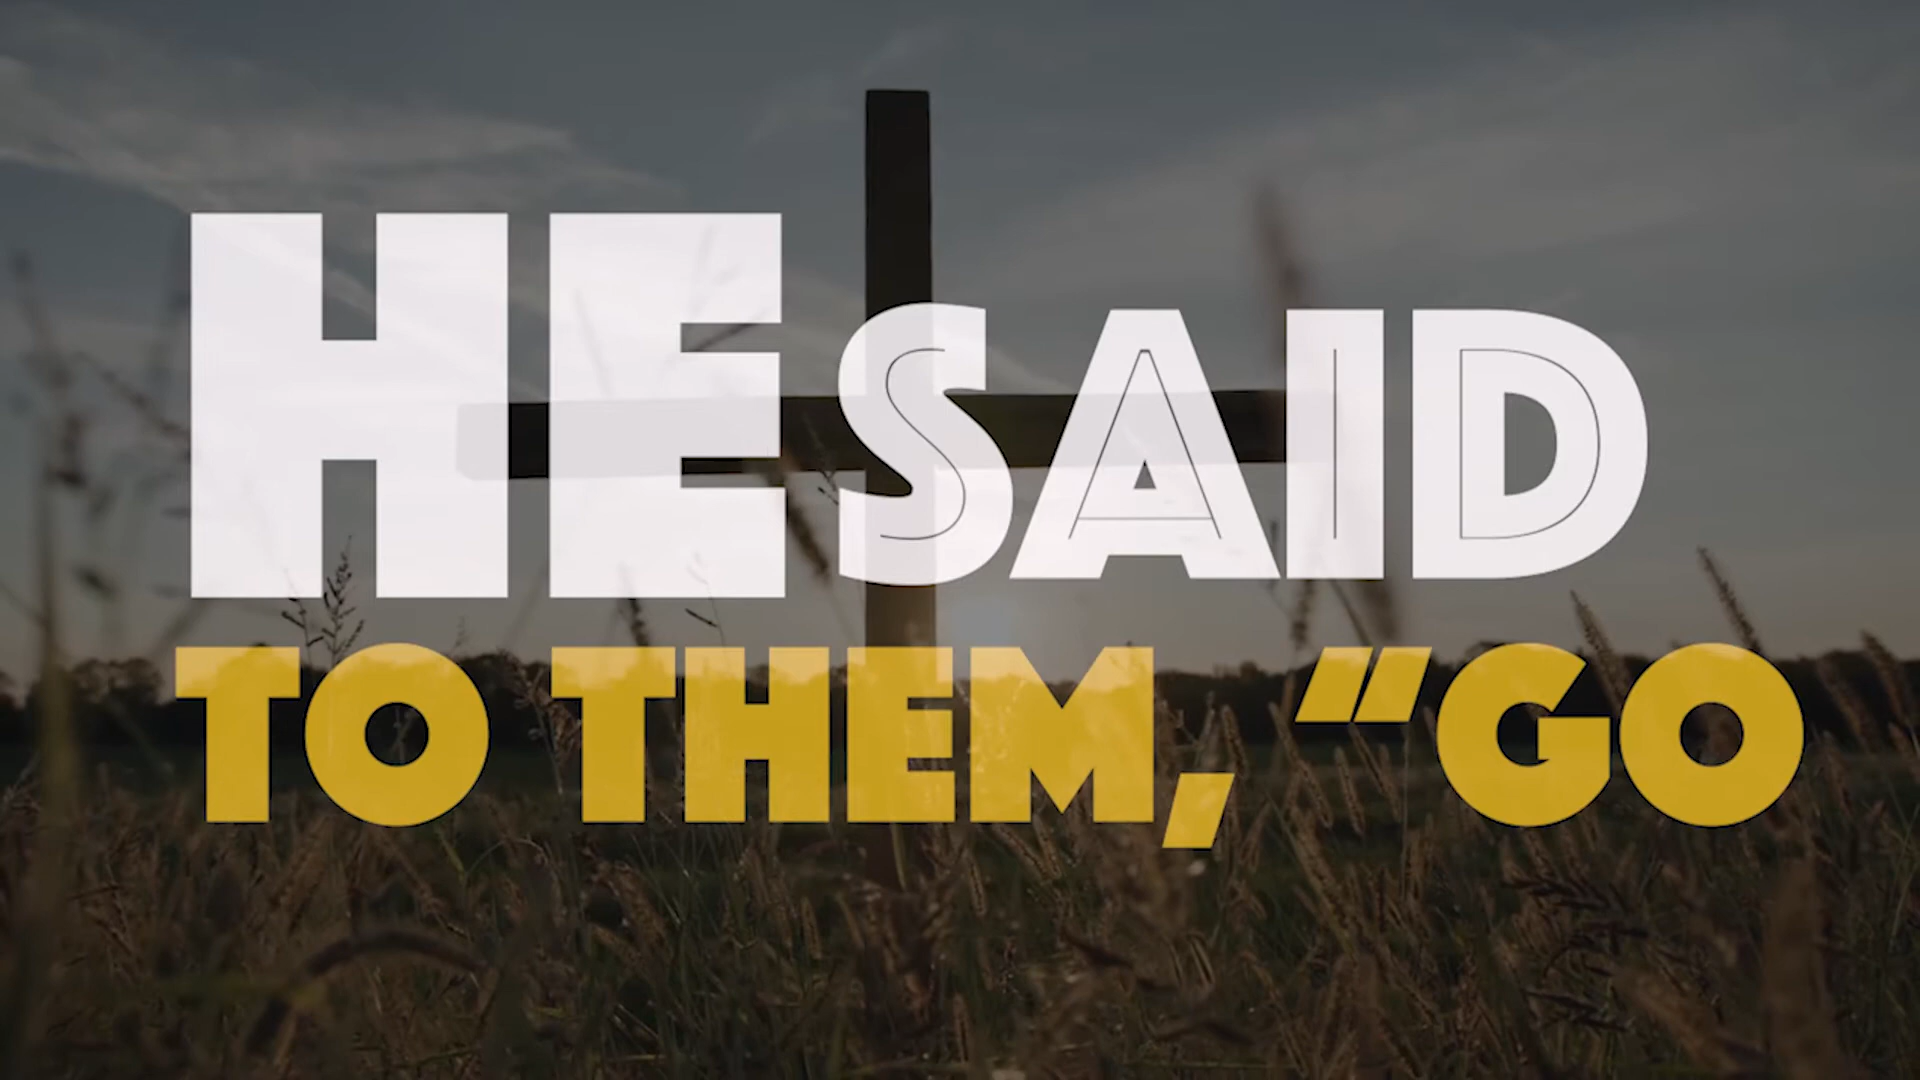 HE SAID
TO THEM, “GO